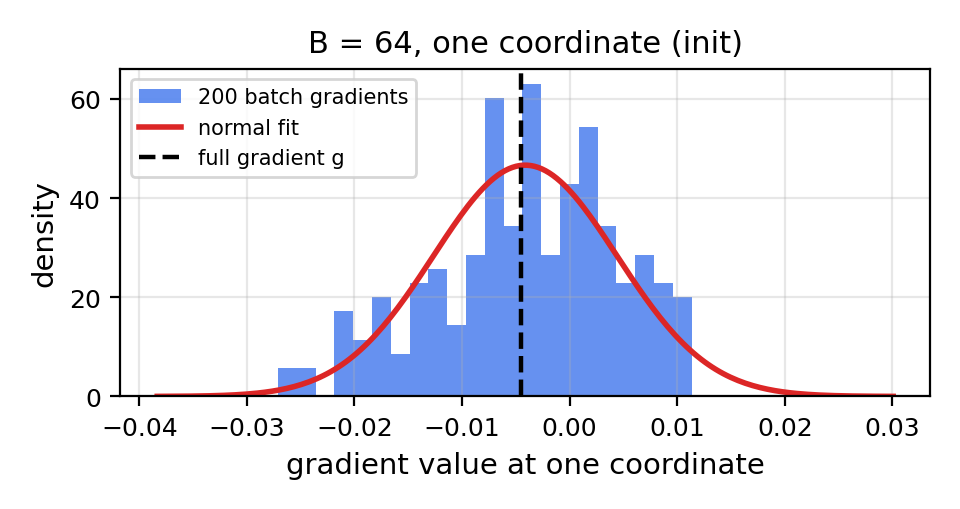 B = 64, one coordinate (init)
200 batch gradients
normal fit
full gradient g
density
60
40
20
0
−0.04 −0.03 −0.02 −0.01 0.00 0.01 0.02 0.03
gradient value at one coordinate